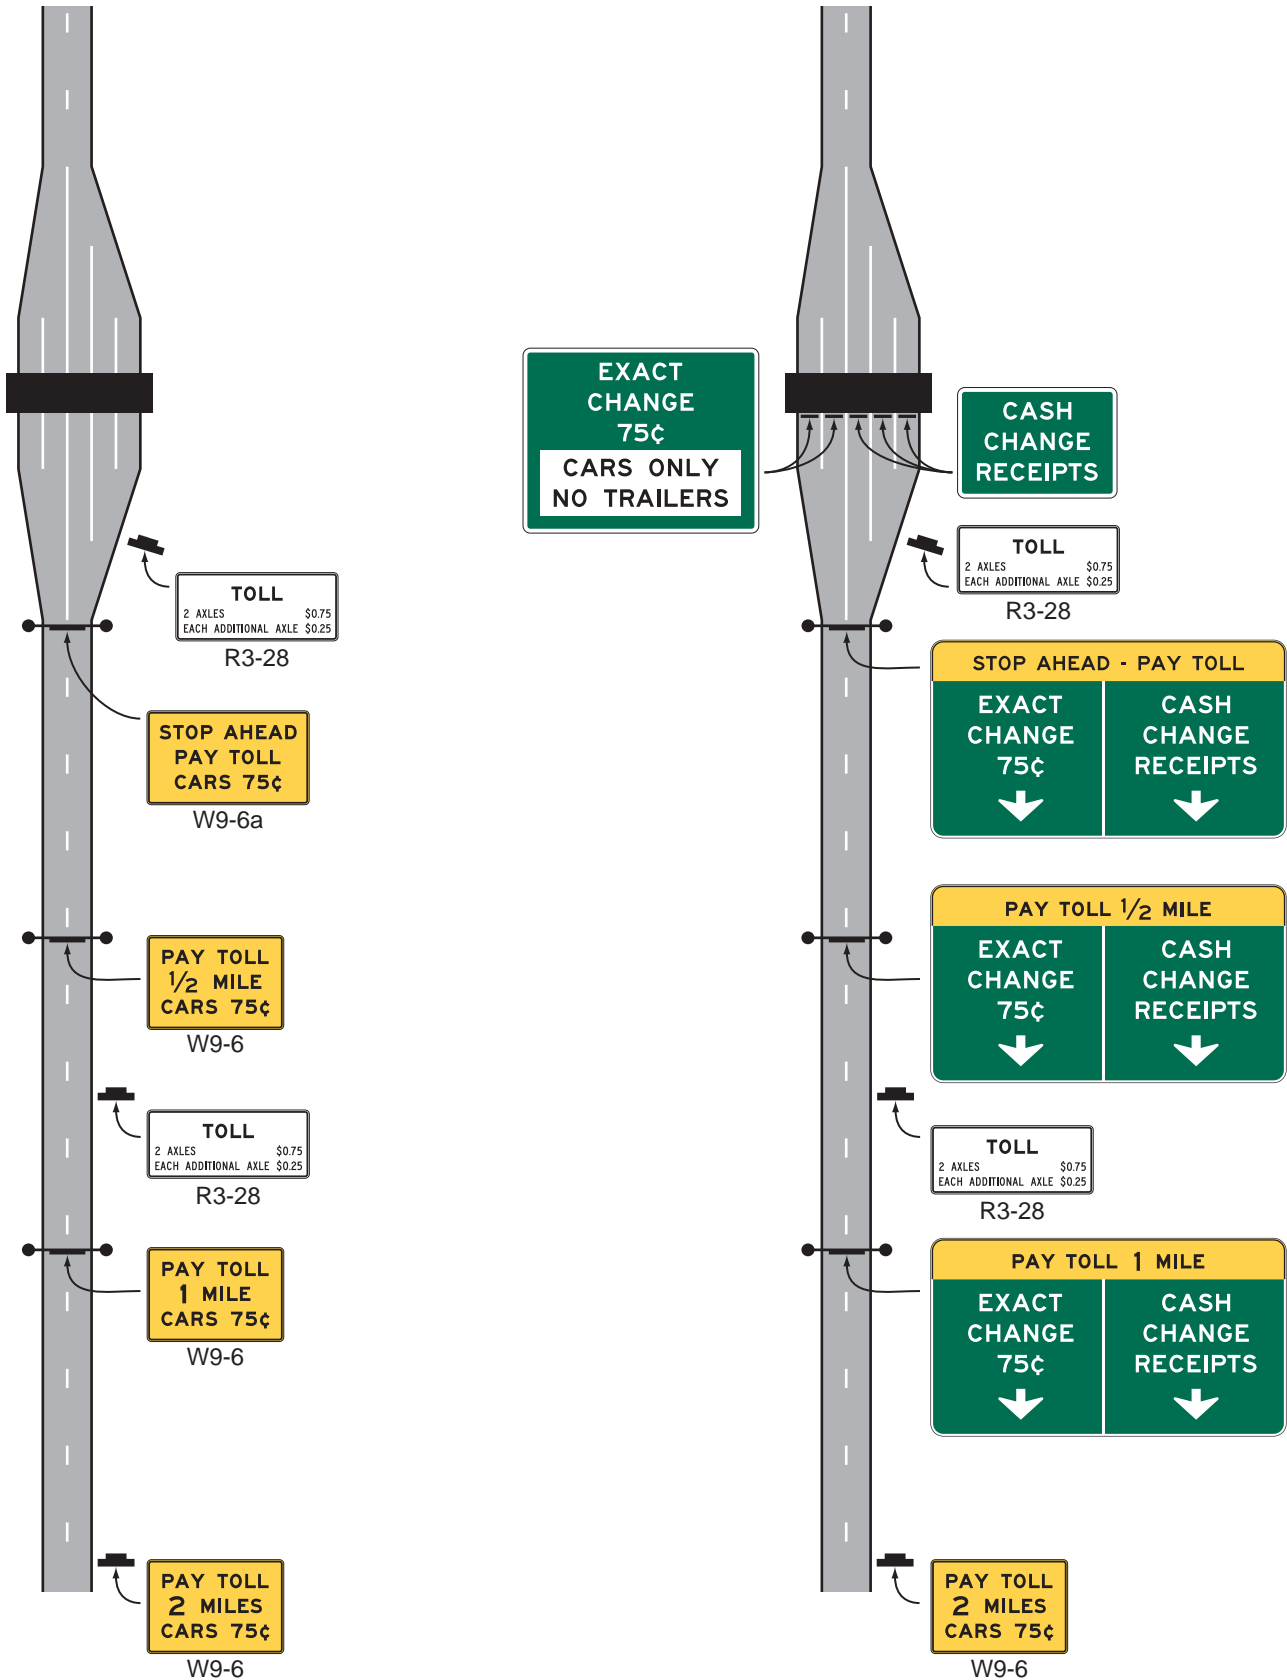 TOLL
2 AXLES $0.75
EACH ADDITIONAL AXLE $0.25
R3-28
STOP AHEAD
PAY TOLL
CARS 75¢
W9-6a
PAY TOLL
1/2 MILE
CARS 75¢
W9-6
TOLL
2 AXLES $0.75
EACH ADDITIONAL AXLE $0.25
R3-28
PAY TOLL
1 MILE
CARS 75¢
W9-6
PAY TOLL
2 MILES
CARS 75¢
W9-6
EXACT
CHANGE
75¢
CARS ONLY
NO TRAILERS
CASH
CHANGE
RECEIPTS
TOLL
2 AXLES $0.75
EACH ADDITIONAL AXLE $0.25
R3-28
STOP AHEAD - PAY TOLL
EXACT
CHANGE
75¢
CASH
CHANGE
RECEIPTS
PAY TOLL 1/2 MILE
EXACT
CHANGE
75¢
CASH
CHANGE
RECEIPTS
TOLL
2 AXLES $0.75
EACH ADDITIONAL AXLE $0.25
R3-28
PAY TOLL 1 MILE
EXACT
CHANGE
75¢
CASH
CHANGE
RECEIPTS
PAY TOLL
2 MILES
CARS 75¢
W9-6